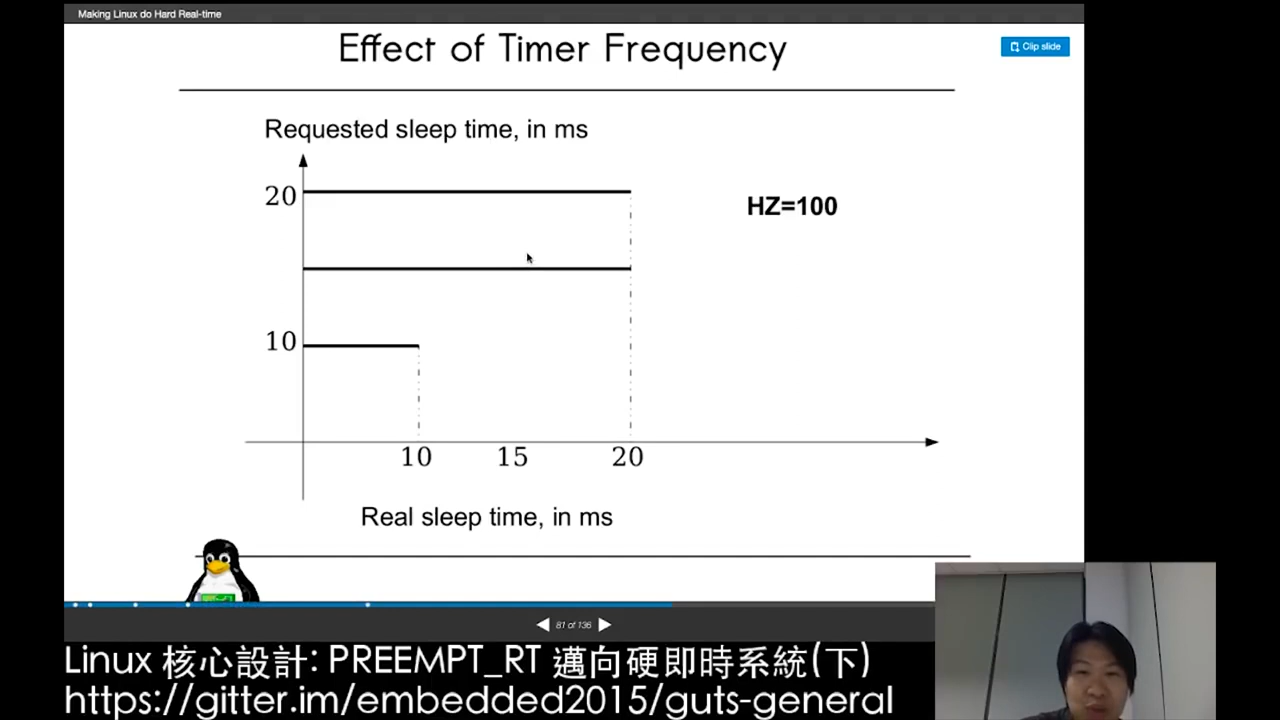 Making Linux do Hard Real-time
Effect of Timer Frequency
Clip slide
Requested sleep time, in ms
20
HZ=100
10
10 15 20
Real sleep time, in ms
81 of 136
Linux 核心設計: PREEMPT_RT 邁向硬即時系統(下)
https://gitter.im/embedded2015/guts-general